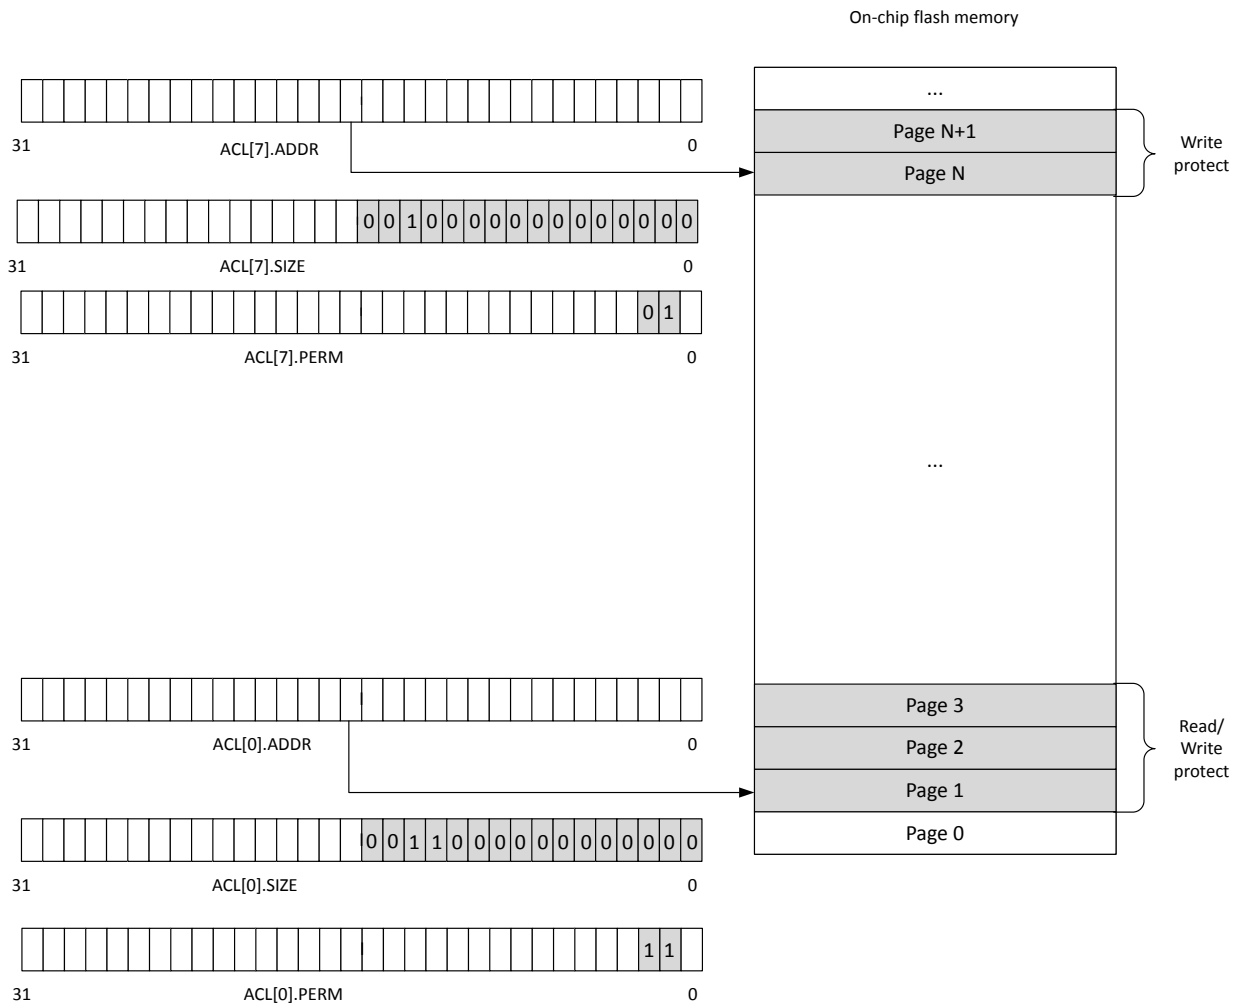 On-chip flash memory
...
Page N+1
31 ACL[7].ADDR 0
Page N
Write
protect
0 0 1 0 0 0 0 0 0 0 0 0 0 0 0 0
31 ACL[7].SIZE 0
0 1
31 ACL[7].PERM 0
...
Page 3
31 ACL[0].ADDR 0
Page 2
Page 1
Read/
Write
protect
0 0 1 1 0 0 0 0 0 0 0 0 0 0 0 0
Page 0
31 ACL[0].SIZE 0
1 1
31 ACL[0].PERM 0